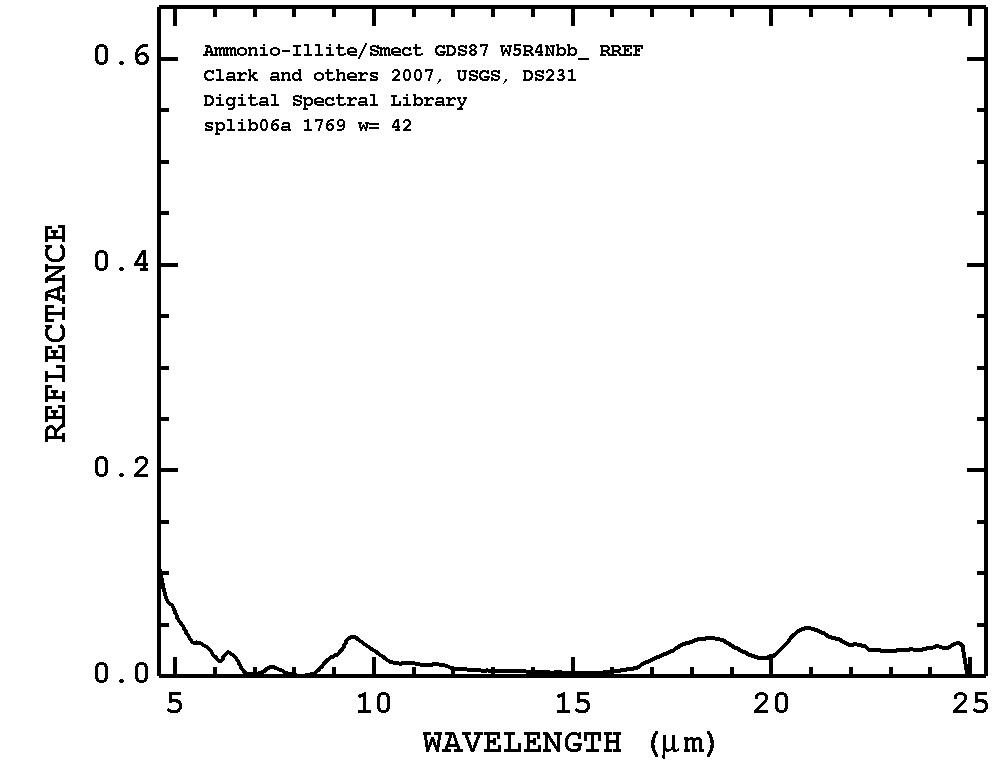 Ammonio-Illite/Smect GDS87 W5R4Nbb_ RREF
Clark and others 2007, USGS, DS231
Digital Spectral Library
splib06a 1769 w= 42
0.6
0.4
0.2
0.0
REFLECTANCE
5 10 15 20 25
WAVELENGTH (μm)